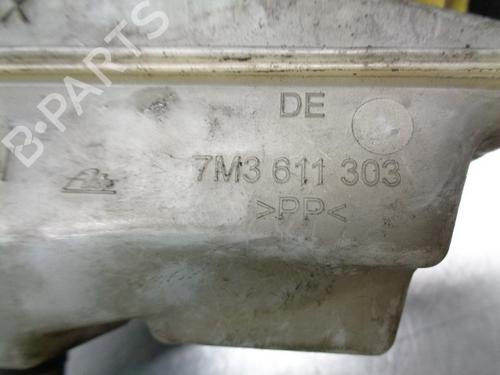 B-PARTS
DE
7M3 611 303
>PP<